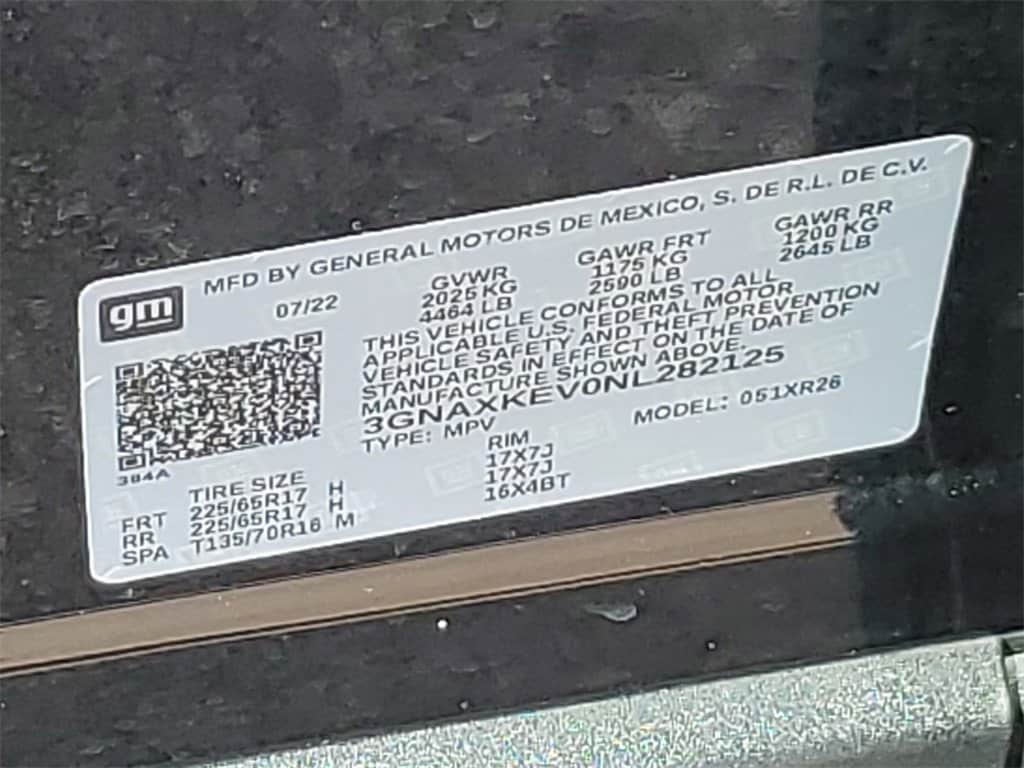 MFD BY GENERAL MOTORS DE MEXICO, S. DE R.L. DE C.V.
gm
07/22
GVWR
2025 KG
4464 LB
GAWR FRT
1175 KG
2590 LB
GAWR RR
1200 KG
2645 LB
THIS VEHICLE CONFORMS TO ALL
APPLICABLE U.S. FEDERAL MOTOR
VEHICLE SAFETY AND THEFT PREVENTION
STANDARDS IN EFFECT ON THE DATE OF
MANUFACTURE SHOWN ABOVE.
3GNAXKEV0NL282125
TYPE: MPV
MODEL: 051XR26
384A
TIRE SIZE RIM
FRT 225/65R17 H 17X7J
RR 225/65R17 H 17X7J
SPA T135/70R16 M 16X4BT